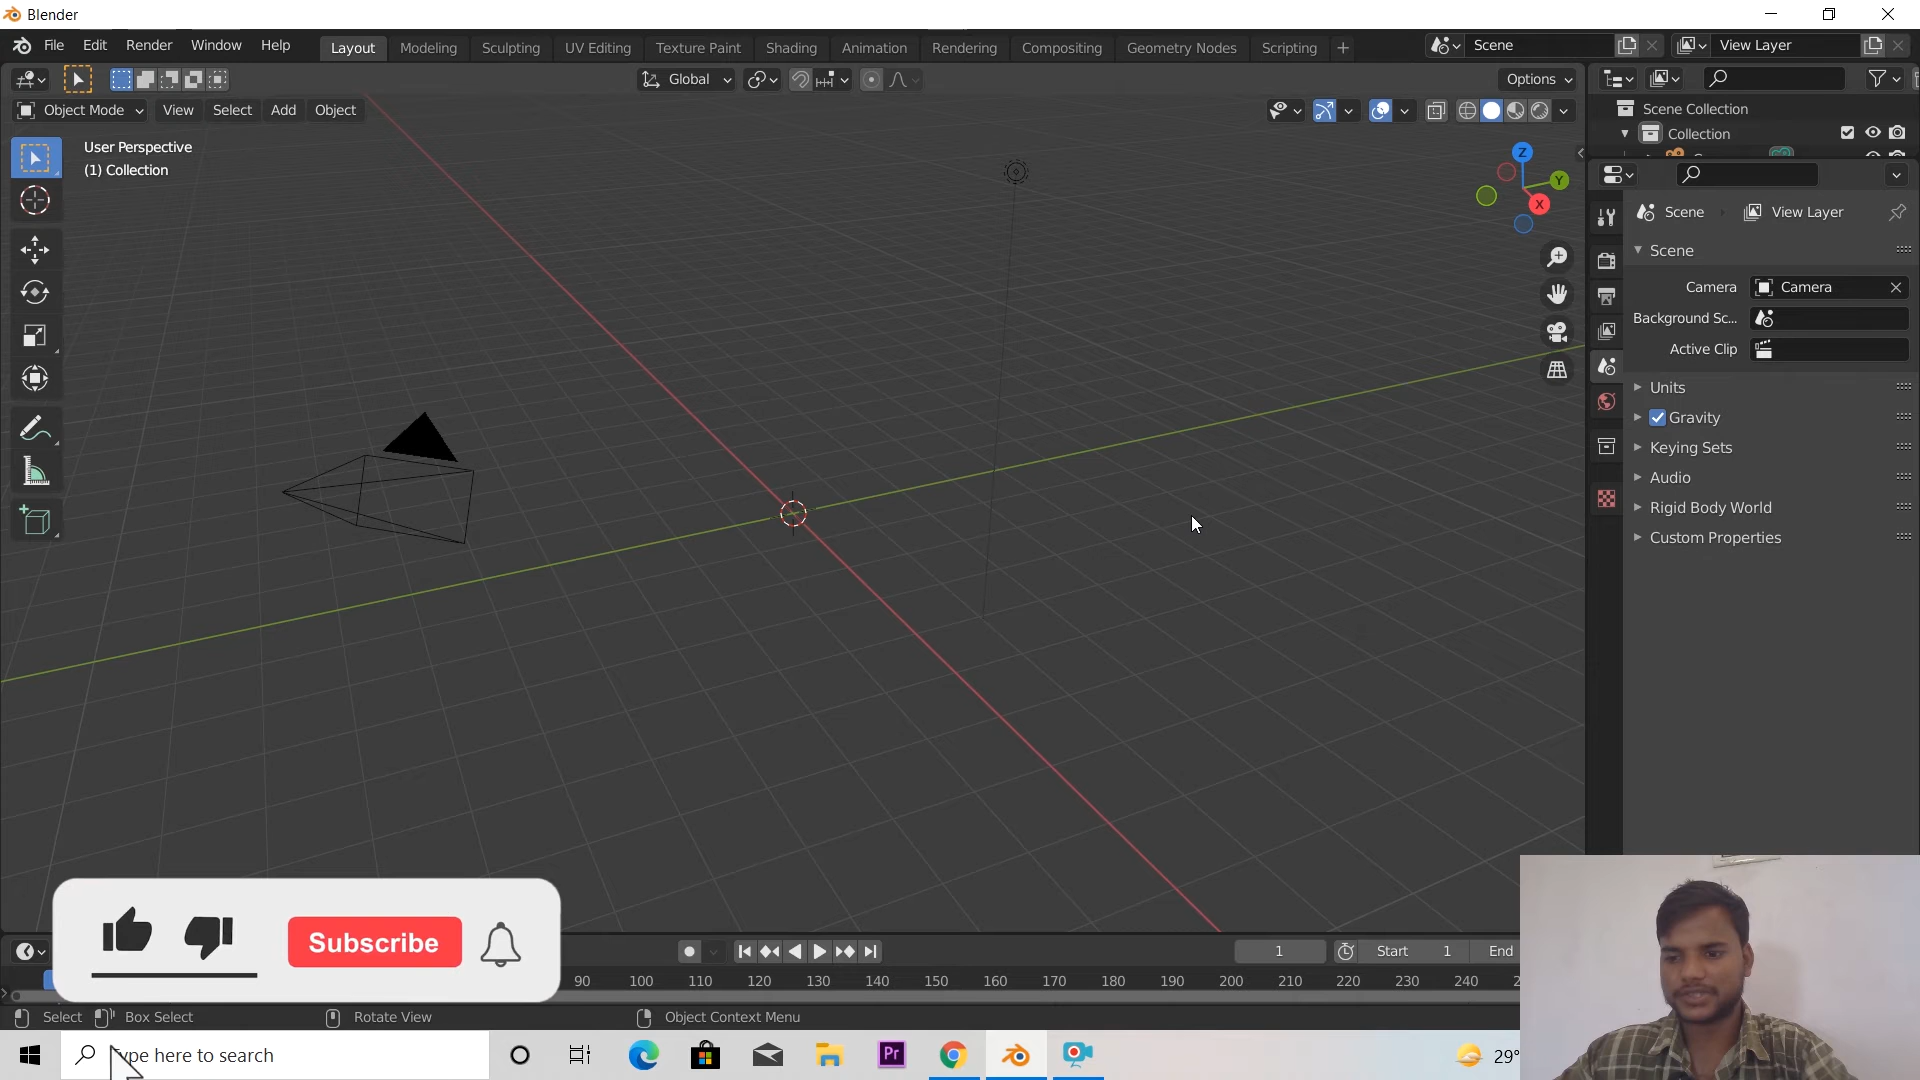 Blender
File Edit Render Window Help Layout Modeling Sculpting UV Editing Texture Paint Shading Animation Rendering Compositing Geometry Nodes Scripting + Scene View Layer
Global Options
Object Mode View Select Add Object
Scene Collection
Collection
User Perspective
(1) Collection
Z
Y
X
Scene View Layer
Scene
Camera Camera
Background Sc...
Active Clip
Units
Gravity
Keying Sets
Audio
Rigid Body World
Custom Properties
Subscribe
1 Start 1 End
90 100 110 120 130 140 150 160 170 180 190 200 210 220 230 240
Select Box Select Rotate View Object Context Menu
Type here to search
Pr
29°